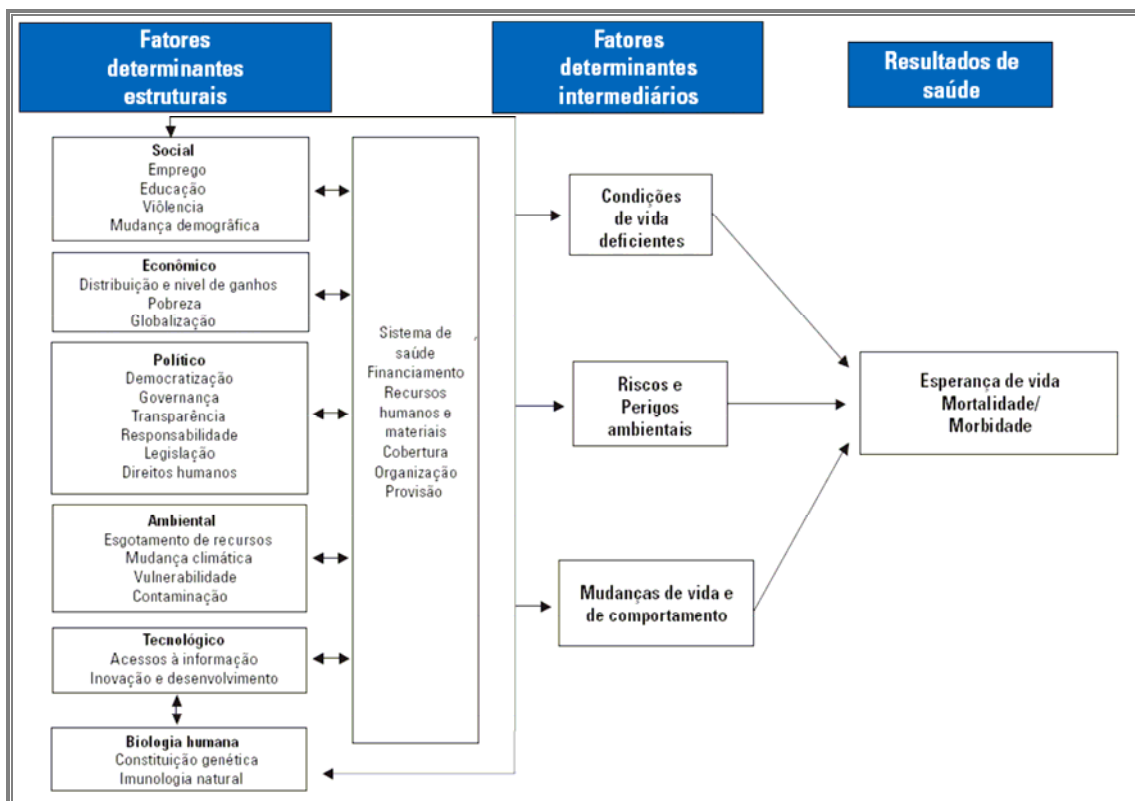 Fatores
determinantes
estruturais
Fatores
determinantes
intermediários
Resultados de
saúde
Social
Emprego
Educação
Viôlencia
Mudança demográfica
Econômico
Distribuição e nivel de ganhos
Pobreza
Globalização
Político
Democratização
Governança
Transparência
Responsabilidade
Legislação
Direitos humanos
Ambiental
Esgotamento de recursos
Mudança climática
Vulnerabilidade
Contaminação
Tecnológico
Acessos à informação
Inovação e desenvolvimento
Biologia humana
Constituição genética
Imunologia natural
Sistema de
saúde
Financiamento
Recursos
humanos e
materiais
Cobertura
Organização
Provisão
Condições
de vida
deficientes
Riscos e
Perigos
ambientais
Mudanças de vida e
de comportamento
Esperança de vida
Mortalidade/
Morbidade